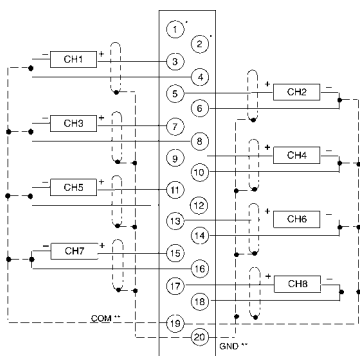 1 *
2 *
− CH1 +
3
4
5
+ CH2 −
6
− CH3 +
7
8
9
+ CH4 −
10
− CH5 +
11
12
13
+ CH6 −
14
− CH7 +
15
16
17
+ CH8 −
18
COM **
19
20
GND **